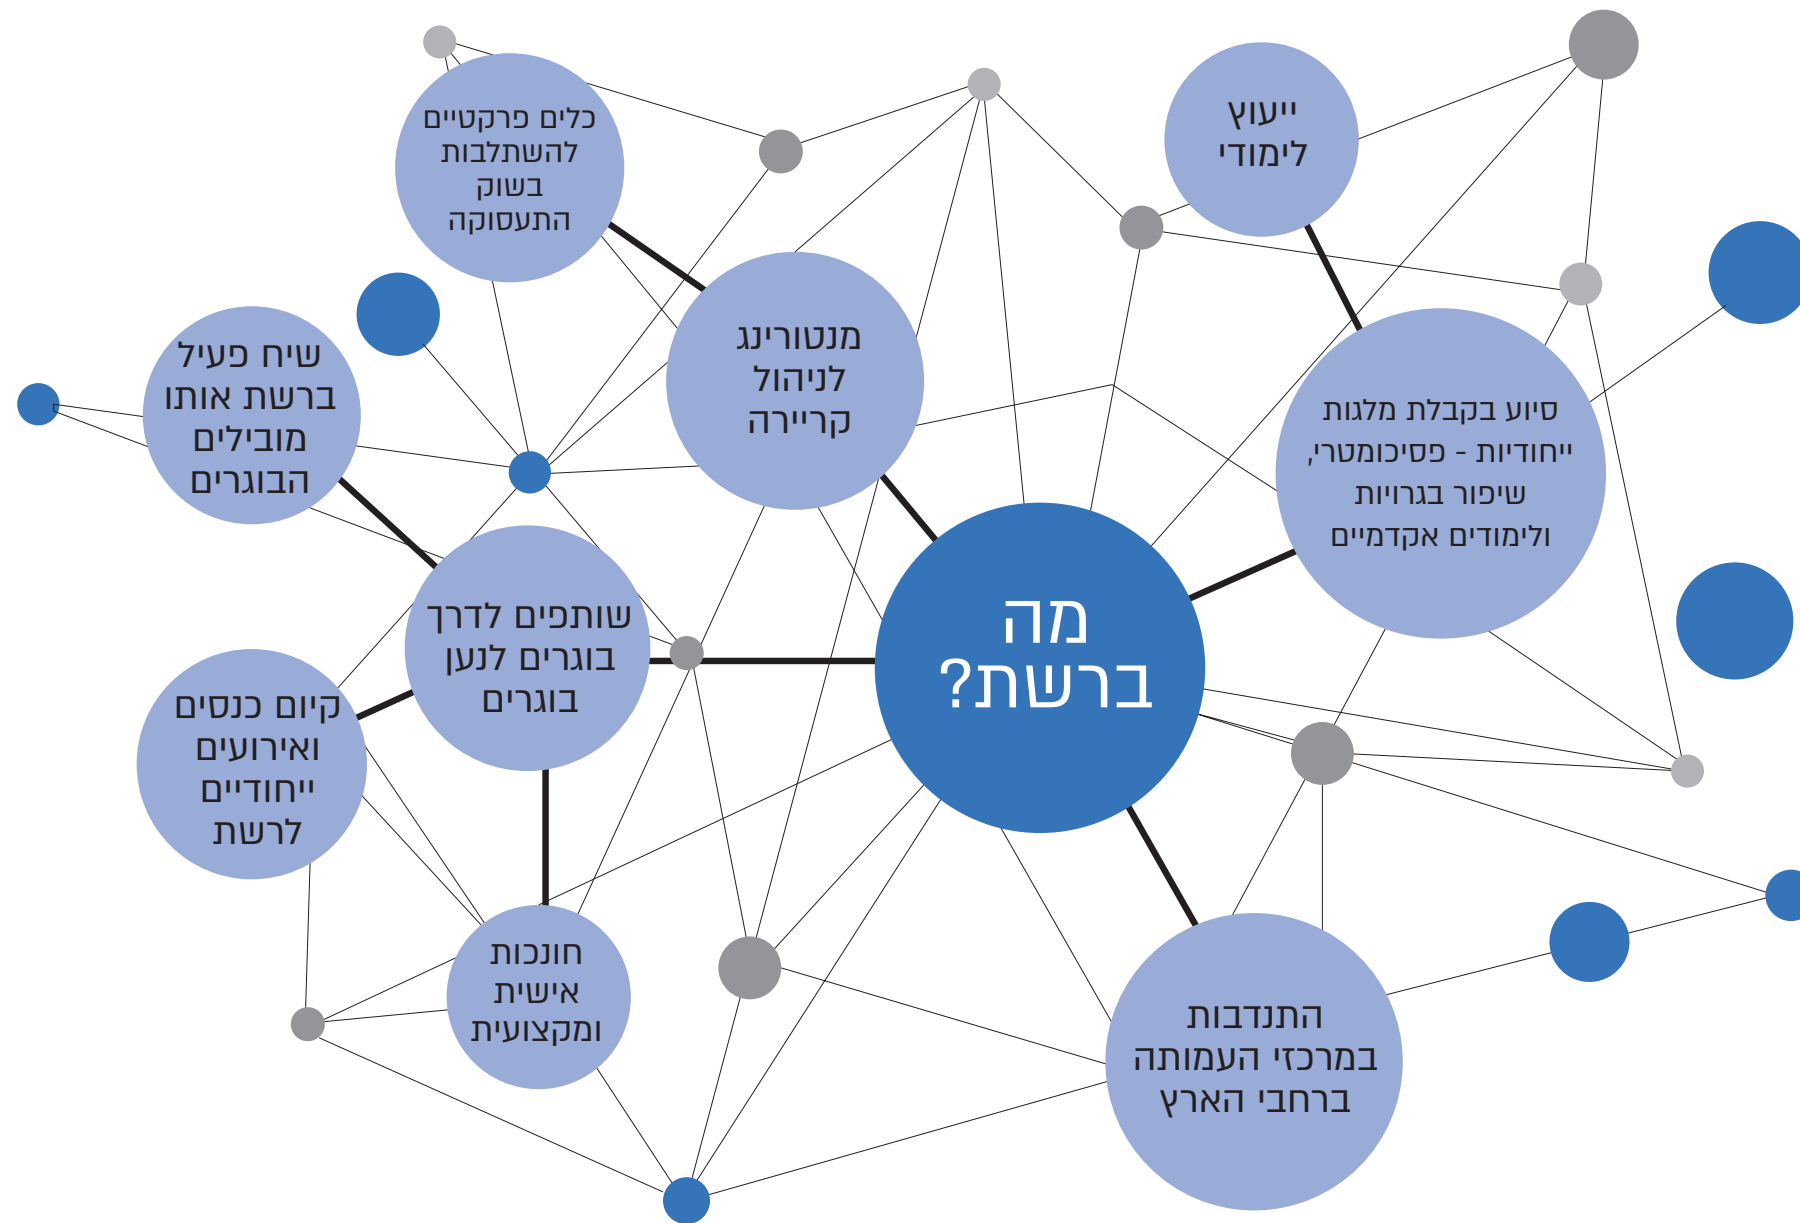 מה
ברשת?
ייעוץ
לימודי
סיוע בקבלת מלגות
ייחודיות - פסיכומטרי,
שיפור בגרויות
ולימודים אקדמיים
מנטורינג
לניהול
קריירה
כלים פרקטיים
להשתלבות
בשוק
התעסוקה
שיח פעיל
ברשת אותו
מובילים
הבוגרים
שותפים לדרך
בוגרים לנען
בוגרים
קיום כנסים
ואירועים
ייחודיים
לרשת
חונכות
אישית
ומקצועית
התנדבות
במרכזי העמותה
ברחבי הארץ